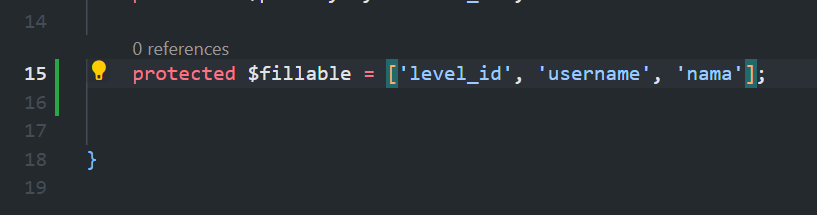 14
0 references
15 protected $fillable = ['level_id', 'username', 'nama'];
16
17
18 }
19